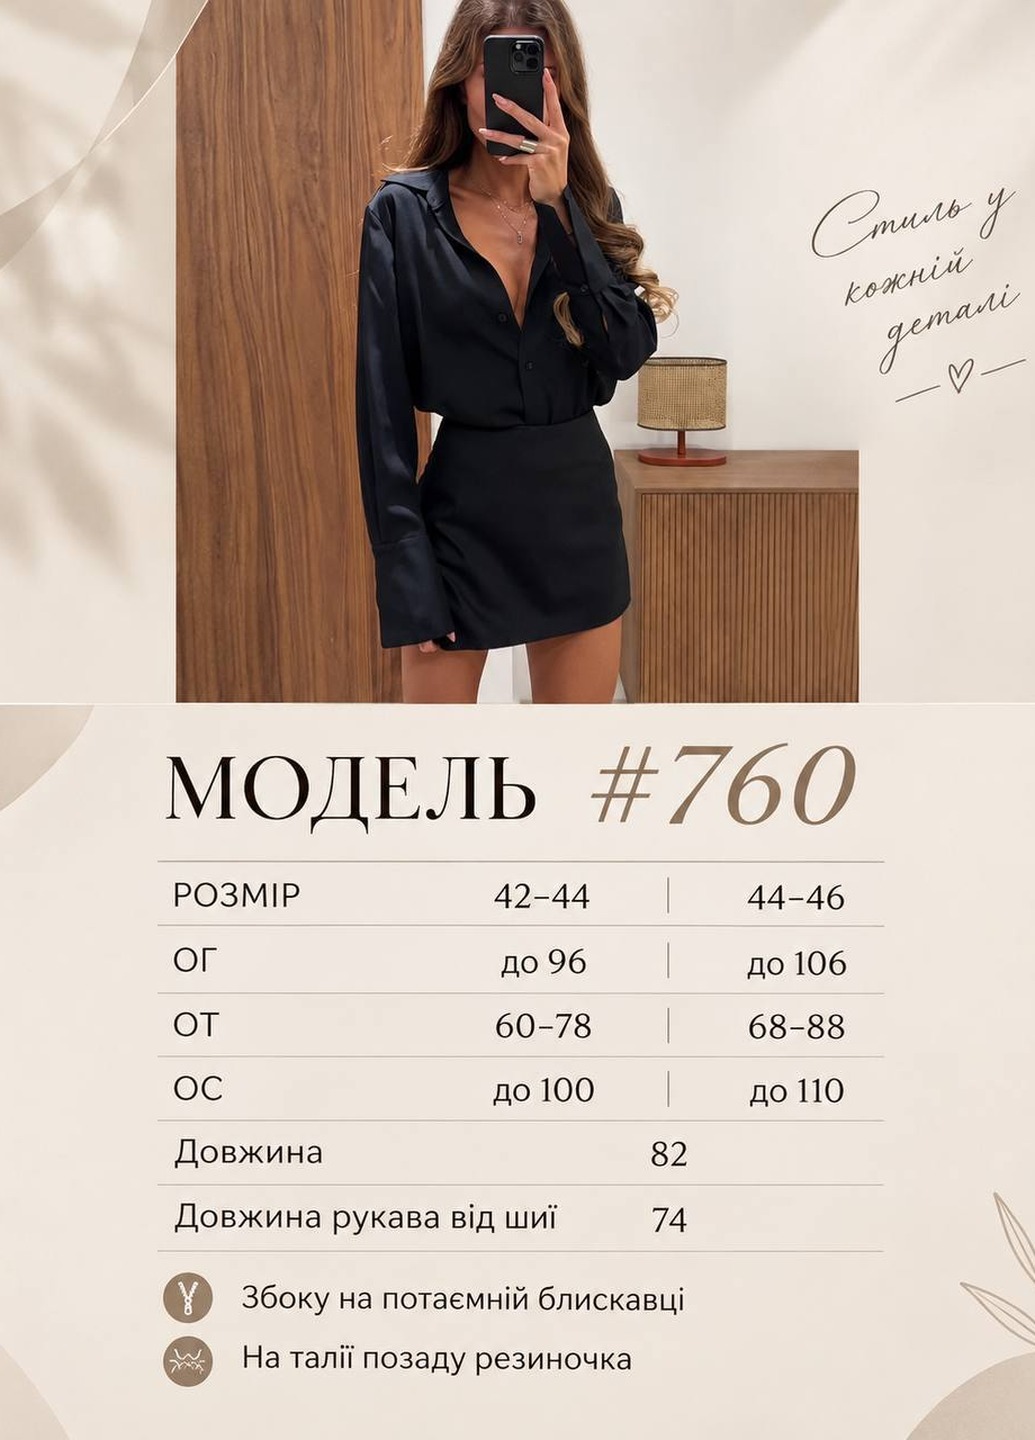 Стиль у
кожній
деталі
МОДЕЛЬ #760
РОЗМІР 42–44 | 44–46
ОГ до 96 | до 106
ОТ 60–78 | 68–88
ОС до 100 | до 110
Довжина 82
Довжина рукава від шиї 74
Збоку на потаємній блискавці
На талії позаду резиночка